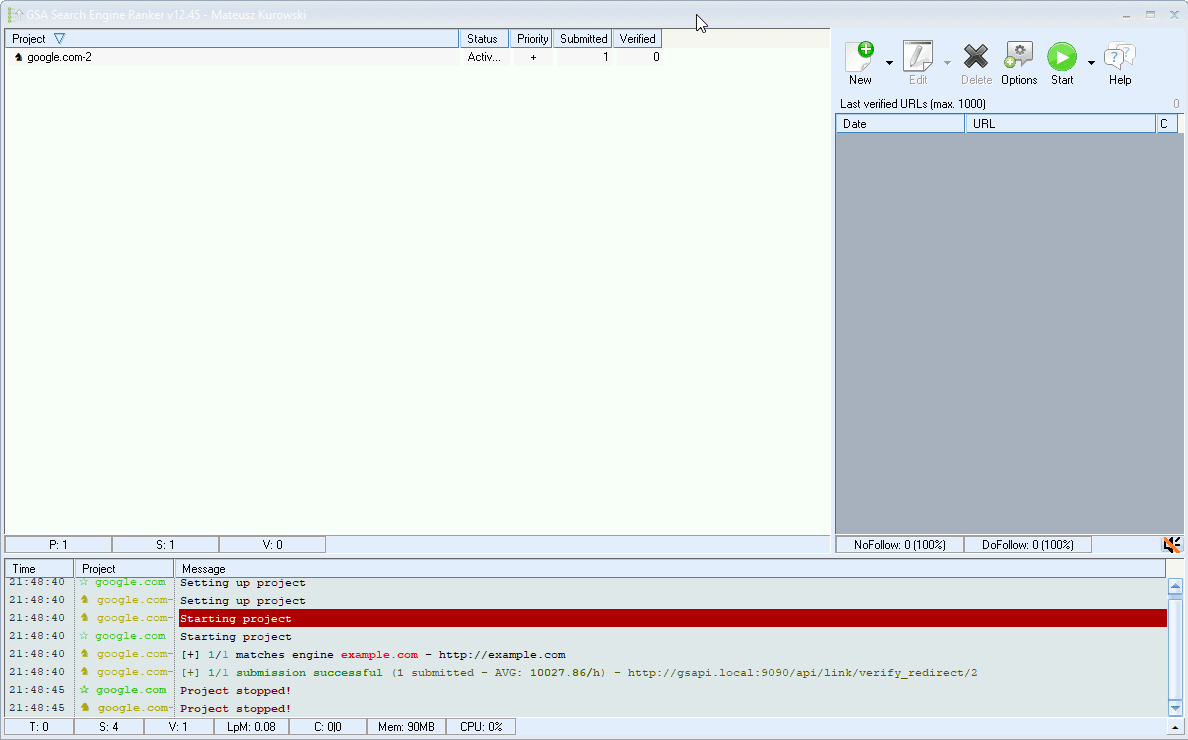 GSA Search Engine Ranker v12.45 - Mateusz Kurowski
Project Status Priority Submitted Verified
google.com-2 Activ... + 1 0
New Edit Delete Options Start Help
Last verified URLs (max. 1000) 0
Date URL C
P: 1 S: 1 V: 0
NoFollow: 0 (100%) DoFollow: 0 (100%)
Time Project Message
21:48:40 google.com Setting up project
21:48:40 google.com- Setting up project
21:48:40 google.com- Starting project
21:48:40 google.com Starting project
21:48:40 google.com- [+] 1/1 matches engine example.com - http://example.com
21:48:40 google.com- [+] 1/1 submission successful (1 submitted - AVG: 10027.86/h) - http://gsapi.local:9090/api/link/verify_redirect/2
21:48:45 google.com Project stopped!
21:48:45 google.com- Project stopped!
T: 0 S: 4 V: 1 LpM: 0.08 C: 0|0 Mem: 90MB CPU: 0%